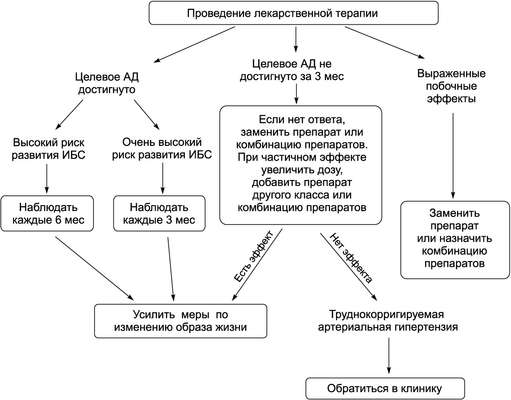 Проведение лекарственной терапии
Целевое АД
достигнуто
Целевое АД не
достигнуто за 3 мес
Выраженные
побочные
эффекты
Высокий риск
развития ИБС
Очень высокий
риск развития ИБС
Если нет ответа,
заменить препарат или
комбинацию препаратов.
При частичном эффекте
увеличить дозу,
добавить препарат
другого класса или
комбинацию препаратов
Наблюдать
каждые 6 мес
Наблюдать
каждые 3 мес
Заменить
препарат
или назначить
комбинацию
препаратов
Есть эффект
Нет эффекта
Усилить меры по
изменению образа жизни
Труднокорригируемая
артериальная гипертензия
Обратиться в клинику